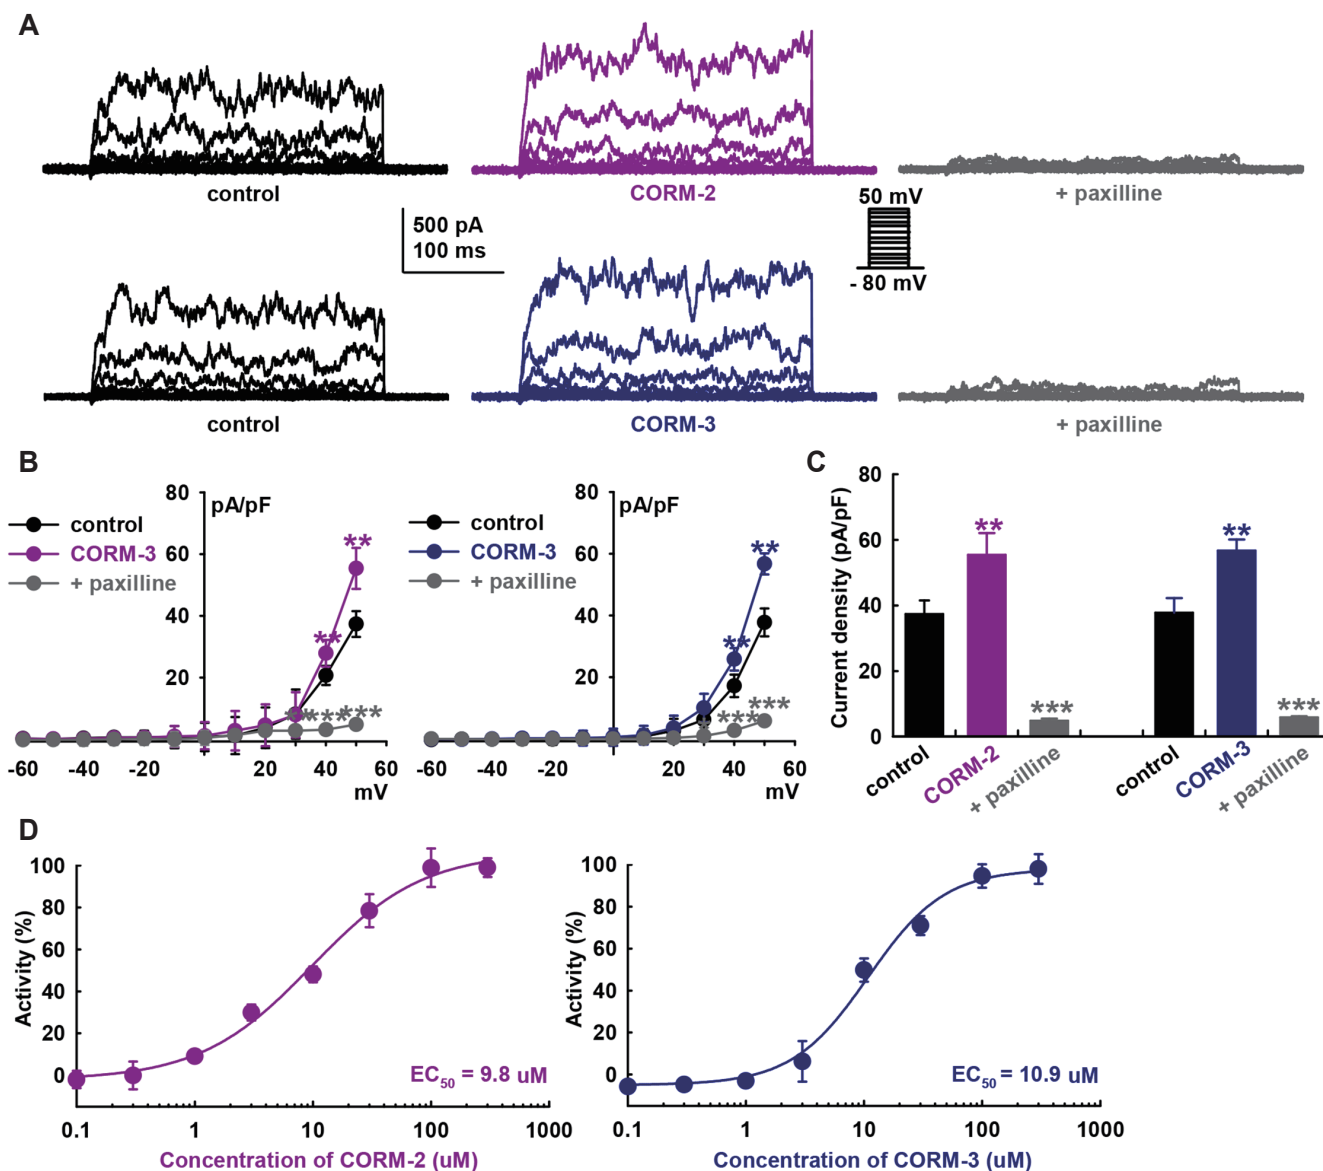 A
control
CORM-2
+ paxilline
500 pA
100 ms
50 mV
- 80 mV
control
CORM-3
+ paxilline
B
80
pA/pF
control
CORM-3
+ paxilline
60
40
20
**
**
***
***
***
-60 -40 -20 20 40 60
mV
80
pA/pF
control
CORM-3
+ paxilline
60
40
20
**
**
***
***
-60 -40 -20 20 40 60
mV
C
Current density (pA/pF)
80
60
40
20
0
**
***
**
***
control
CORM-2
+ paxilline
control
CORM-3
+ paxilline
D
Activity (%)
100
80
60
40
20
0
EC50 = 9.8 uM
0.1 1 10 100 1000
Concentration of CORM-2 (uM)
Activity (%)
100
80
60
40
20
0
EC50 = 10.9 uM
0.1 1 10 100 1000
Concentration of CORM-3 (uM)